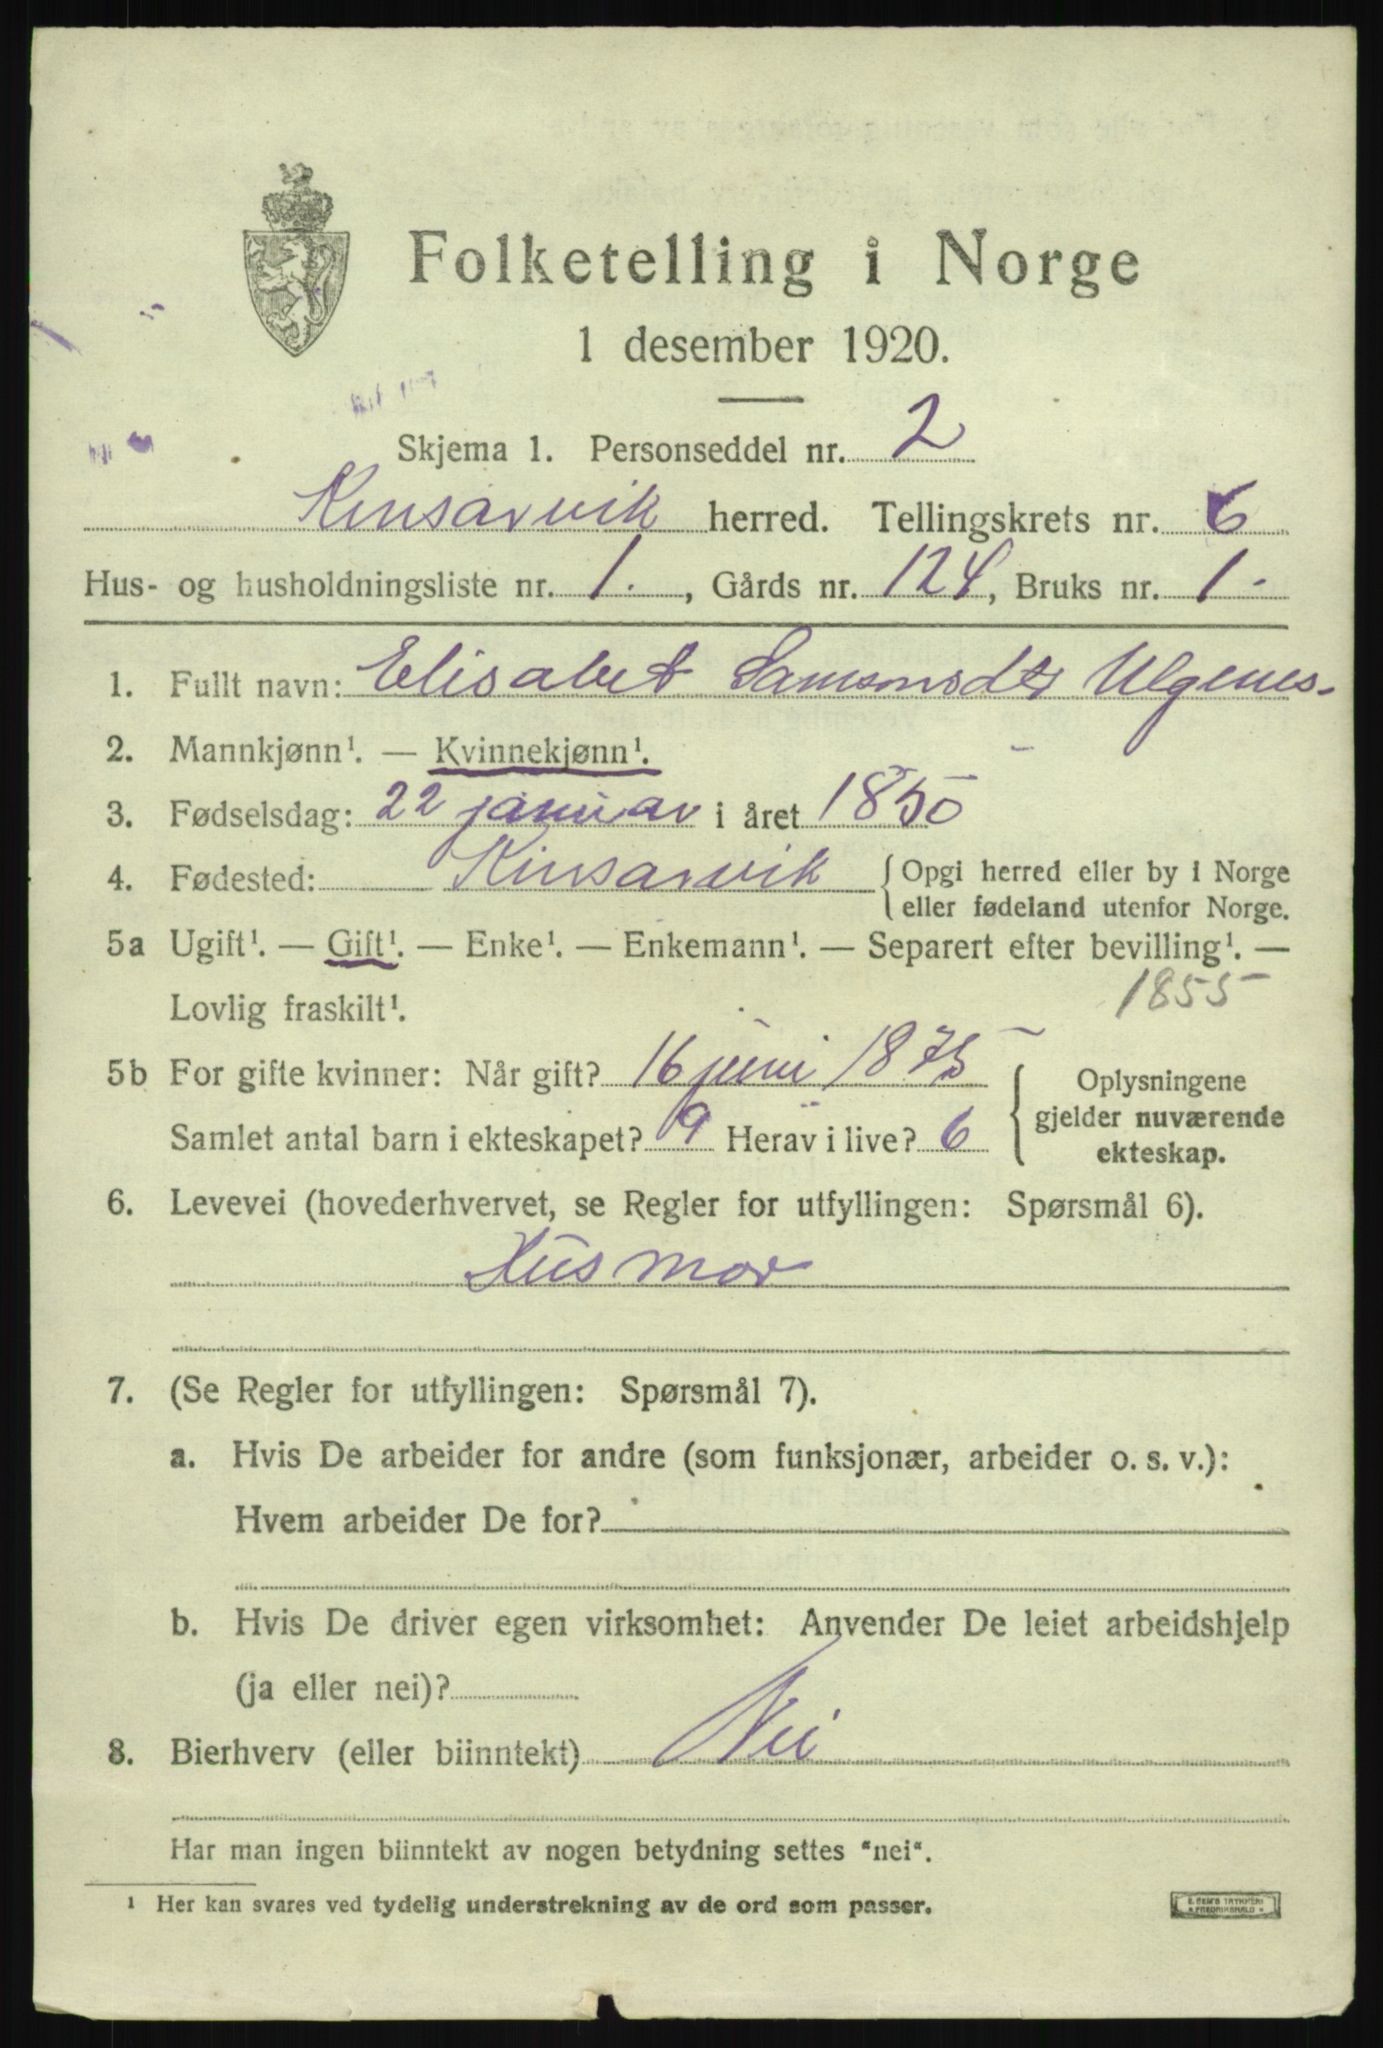 Folketelling i Norge
1 desember 1920.
Skjema 1. Personseddel nr. 2
Kinsarvik herred. Tellingskrets nr. 6
Hus- og husholdningsliste nr. 1., Gårds nr. 124, Bruks nr. 1-
1. Fullt navn: Elisabet Samsonsdtr Ulgenes.
2. Mannkjønn¹. — Kvinnekjønn¹.
3. Fødselsdag: 22 januar i året 1850
4. Fødested: Kinsarvik { Opgi herred eller by i Norge
eller fødeland utenfor Norge.
5a Ugift¹. — Gift¹. — Enke¹. — Enkemann¹. — Separert efter bevilling¹. —
Lovlig fraskilt¹. 1855
5b For gifte kvinner: Når gift? 16 juni 1875
Samlet antal barn i ekteskapet? 9 Herav i live? 6
Oplysningene
gjelder nuværende
ekteskap.
6. Levevei (hovederhvervet, se Regler for utfyllingen: Spørsmål 6).
Husmor
7. (Se Regler for utfyllingen: Spørsmål 7).
a. Hvis De arbeider for andre (som funksjonær, arbeider o. s. v.):
Hvem arbeider De for?
b. Hvis De driver egen virksomhet: Anvender De leiet arbeidshjelp
(ja eller nei)?
8. Bierhverv (eller biinntekt) Nei
Har man ingen biinntekt av nogen betydning settes "nei".
¹ Her kan svares ved tydelig understrekning av de ord som passer.